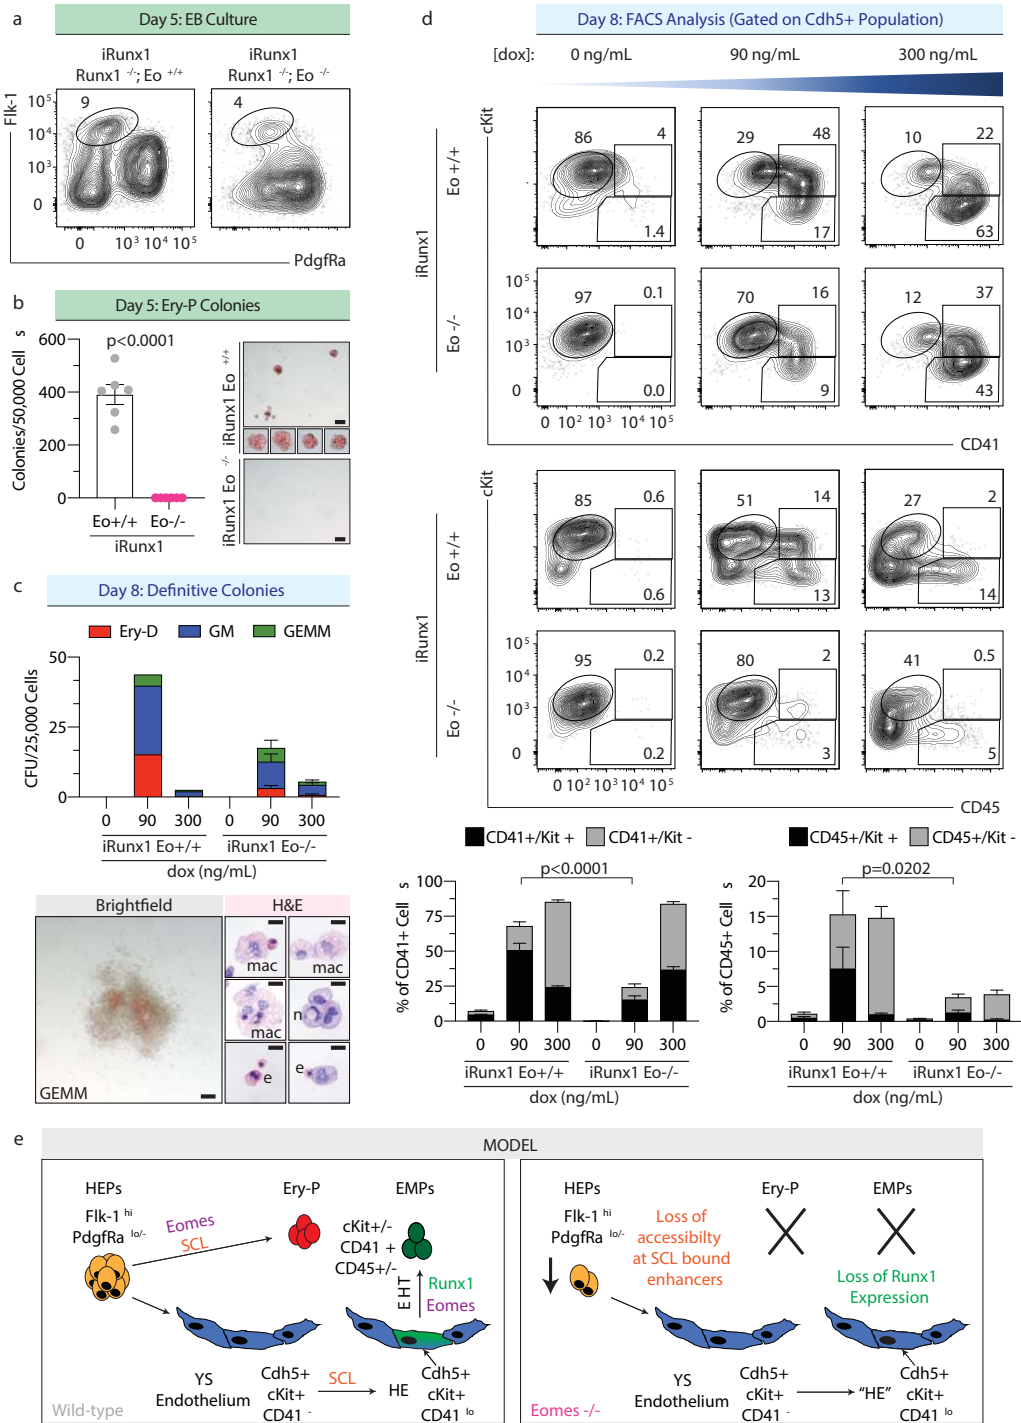 a
Day 5: EB Culture
iRunx1
Runx1 -/-; Eo +/+
iRunx1
Runx1 -/-; Eo -/-
Flk-1
10⁵
10⁴
10³
0
9
4
0
10³ 10⁴ 10⁵
PdgfRa
b
Day 5: Ery-P Colonies
Colonies/50,000 Cell s
600
400
200
0
p<0.0001
Eo+/+
Eo-/-
iRunx1
iRunx1 Eo +/+
iRunx1 Eo -/-
c
Day 8: Definitive Colonies
Ery-D
GM
GEMM
CFU/25,000 Cells
50
25
0
0 90 300 0 90 300
iRunx1 Eo+/+ iRunx1 Eo-/-
dox (ng/mL)
Brightfield
H&E
GEMM
mac
mac
mac
n
e
e
d
Day 8: FACS Analysis (Gated on Cdh5+ Population)
[dox]: 0 ng/mL 90 ng/mL 300 ng/mL
cKit
iRunx1
Eo +/+
86 4 1.4
29 48 17
10 22 63
Eo -/-
10⁵
10⁴
10³
0
97 0.1 0.0
70 16 9
12 37 43
0 10² 10³ 10⁴ 10⁵
CD41
cKit
iRunx1
Eo +/+
85 0.6 0.6
51 14 13
27 2 14
Eo -/-
10⁵
10⁴
10³
0
95 0.2 0.2
80 2 3
41 0.5 5
0 10² 10³ 10⁴ 10⁵
CD45
CD41+/Kit + CD41+/Kit -
% of CD41+ Cell s
100
75
50
25
0
p<0.0001
0 90 300 0 90 300
iRunx1 Eo+/+ iRunx1 Eo-/-
dox (ng/mL)
CD45+/Kit + CD45+/Kit -
% of CD45+ Cell s
20
15
10
5
0
p=0.0202
0 90 300 0 90 300
iRunx1 Eo+/+ iRunx1 Eo-/-
dox (ng/mL)
e
MODEL
HEPs
Flk-1 hi
PdgfRa lo/-
Eomes
SCL
Ery-P
EMPs
cKit+/-
CD41 +
CD45+/-
EHT
Runx1
Eomes
YS
Endothelium
Cdh5+
cKit+
CD41 -
SCL
HE
Cdh5+
cKit+
CD41 lo
Wild-type
HEPs
Flk-1 hi
PdgfRa lo/-
Loss of
accessibilty
at SCL bound
enhancers
Ery-P
EMPs
Loss of Runx1
Expression
YS
Endothelium
Cdh5+
cKit+
CD41 -
“HE”
Cdh5+
cKit+
CD41 lo
Eomes -/-